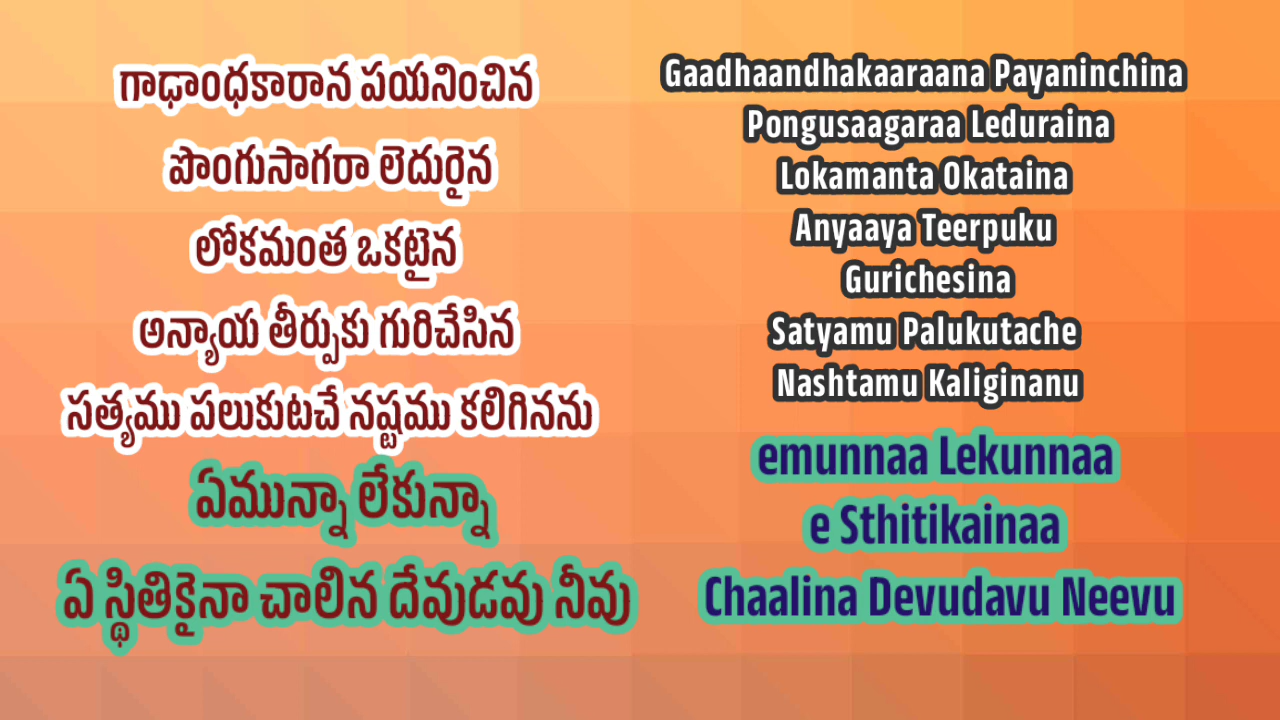 గాఢాంధకారాన పయనించిన
పొంగుసాగరా లెదురైన
లోకమంత ఒకటైన
అన్యాయ తీర్పుకు గురిచేసిన
సత్యము పలుకుటచే నష్టము కలిగినను
ఏమున్నా లేకున్నా
ఏ స్థితికైనా చాలిన దేవుడవు నీవు
Gaadhaandhakaaraana Payaninchina
Pongusaagaraa Leduraina
Lokamanta Okataina
Anyaaya Teerpuku
Gurichesina
Satyamu Palukutache
Nashtamu Kaliginanu
emunnaa Lekunnaa
e Sthitikainaa
Chaalina Devudavu Neevu